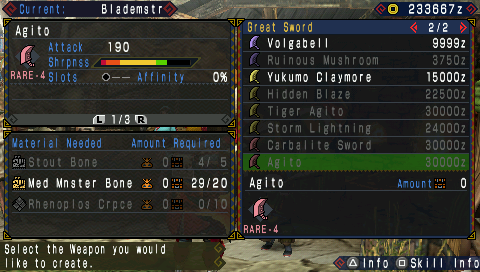 Current: Blademstr
233667z
Agito
Attack 190
Shrpnss
RARE-4
Slots ●-- Affinity 0%
L 1/3 R
Material Needed Amount Required
Stout Bone 0 4/ 5
Med Mnster Bone 0 29/20
Rhenoplos Crpce 0 0/10
Select the Weapon you would
like to create.
Great Sword 2/2
Volgabell 9999z
Ruinous Mushroom 3750z
Yukumo Claymore 15000z
Hidden Blaze 22500z
Tiger Agito 30000z
Storm Lightning 24000z
Carbalite Sword 30000z
Agito 30000z
Agito Amount 0
RARE-4
△ Info □ Skill Info